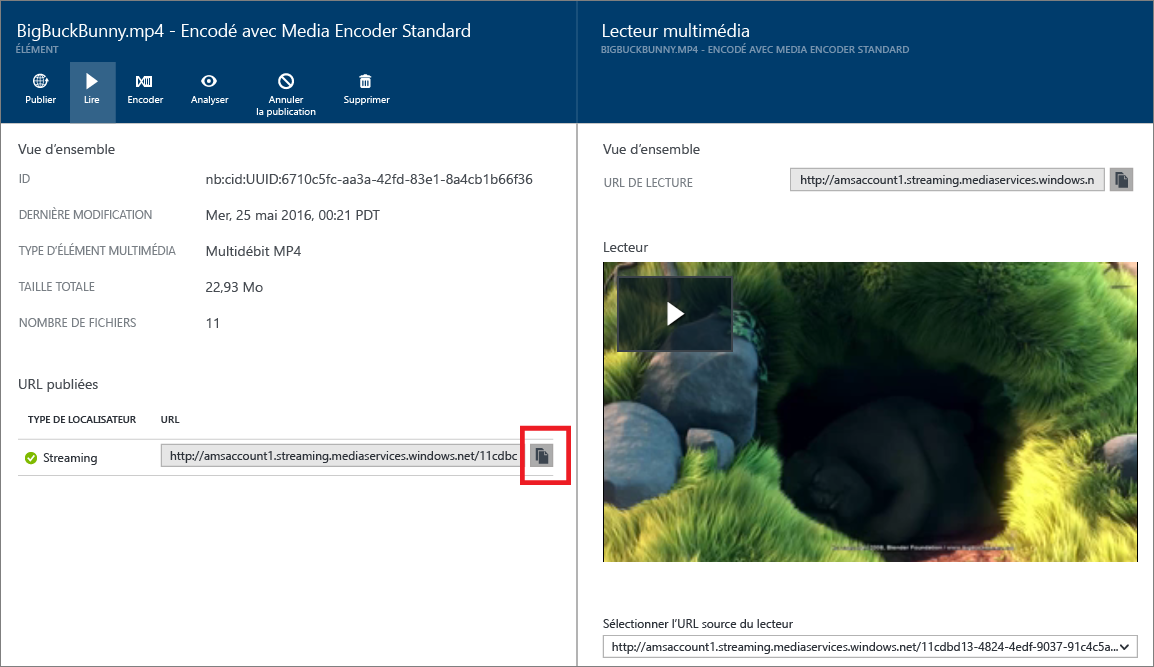 BigBuckBunny.mp4 - Encodé avec Media Encoder Standard
ÉLÉMENT
Publier
Lire
Encoder
Analyser
Annuler
la publication
Supprimer
Vue d'ensemble
ID
nb:cid:UUID:6710c5fc-aa3a-42fd-83e1-8a4cb1b66f36
DERNIÈRE MODIFICATION
Mer, 25 mai 2016, 00:21 PDT
TYPE D'ÉLÉMENT MULTIMÉDIA
Multidébit MP4
TAILLE TOTALE
22,93 Mo
NOMBRE DE FICHIERS
11
URL publiées
TYPE DE LOCALISATEUR
URL
Streaming
http://amsaccount1.streaming.mediaservices.windows.net/11cdbc
Lecteur multimédia
BIGBUCKBUNNY.MP4 - ENCODÉ AVEC MEDIA ENCODER STANDARD
Vue d'ensemble
URL DE LECTURE
http://amsaccount1.streaming.mediaservices.windows.n
Lecteur
2008, Blender Foundation / www.
Sélectionner l'URL source du lecteur
http://amsaccount1.streaming.mediaservices.windows.net/11cdbd13-4824-4edf-9037-91c4c5a...